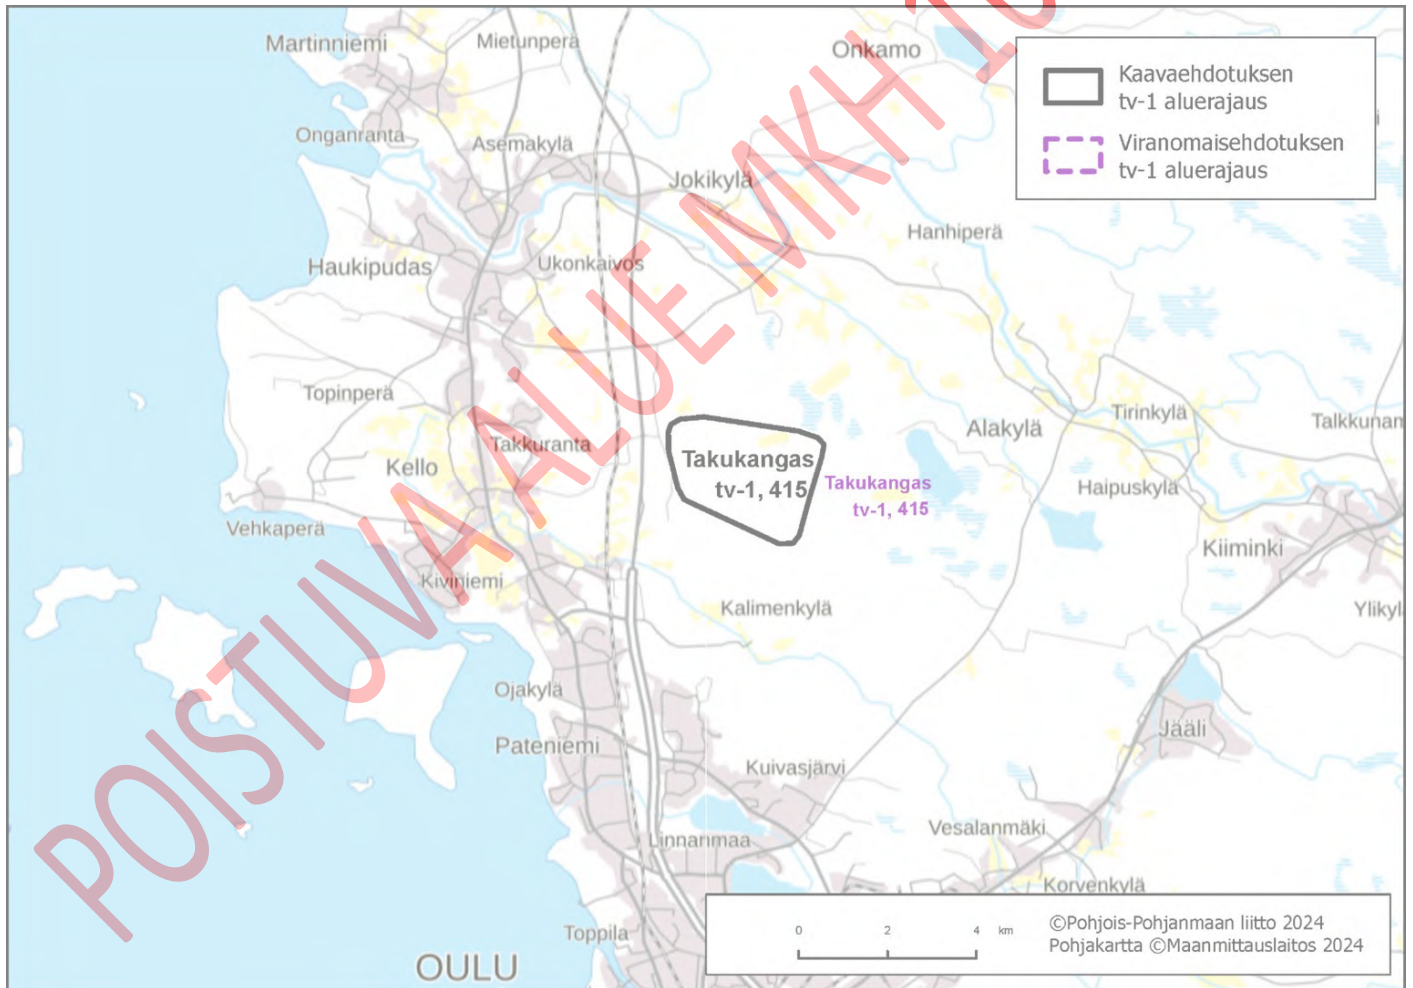 Martinniemi
Mietunperä
Onkamo
Kaavaehdotuksen
tv-1 aluerajaus
Viranomaisehdotuksen
tv-1 aluerajaus
Onganranta
Asemakylä
Jokikylä
Hanhiperä
Haukipudas
Ukonkaivos
Topinperä
Tirinkylä
Talkkunam
Alakylä
Takkuranta
Kello
Takukangas
tv-1, 415
Takukangas
tv-1, 415
Haipuskylä
Vehkaperä
Kiiminki
Kiviniemi
Kalimenkylä
Ylikylä
Ojakylä
Jääli
Pateniemi
Kuivasjärvi
Linnanmaa
Vesalanmäki
Korvenkylä
Toppila
OULU
0 2 4 km
©Pohjois-Pohjanmaan liitto 2024
Pohjakartta ©Maanmittauslaitos 2024
POISTUVA ALUE MKH